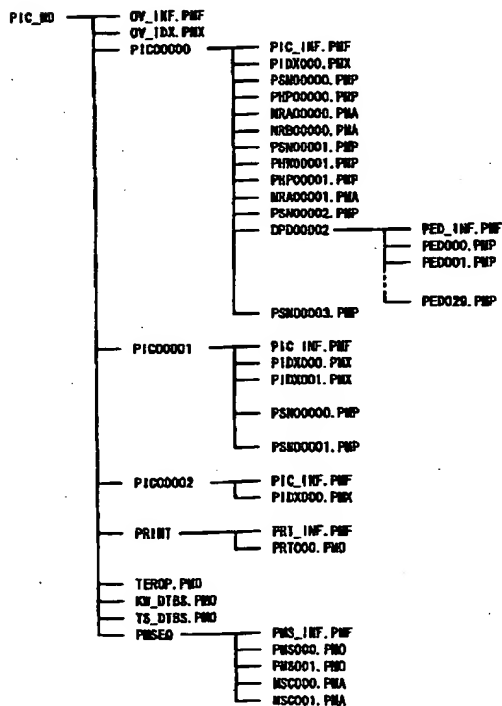 PIC_MD OV_INF.PMF
OV_IDX.PMX
PIC00000 PIC_INF.PMF
PIDX000.PMX
PSN00000.PMP
PHP00000.PMP
MRA00000.PMA
MRB00000.PMA
PSN00001.PMP
PHW00001.PMP
PHP00001.PMP
MRA00001.PMA
PSN00002.PMP
DPD00002 PED_INF.PMF
PED000.PMP
PED001.PMP
PED029.PMP
PSN00003.PMP
PIC00001 PIC_INF.PMF
PIDX000.PMX
PIDX001.PMX
PSN00000.PMP
PSN00001.PMP
PIC00002 PIC_INF.PMF
PIDX000.PMX
PRINT PRT_INF.PMF
PRT000.PMO
TEROP.PMO
KW_DTBS.PMO
TS_DTBS.PMO
PMSEQ PMS_INF.PMF
PMS000.PMO
PMS001.PMO
MSC000.PMA
MSC001.PMA